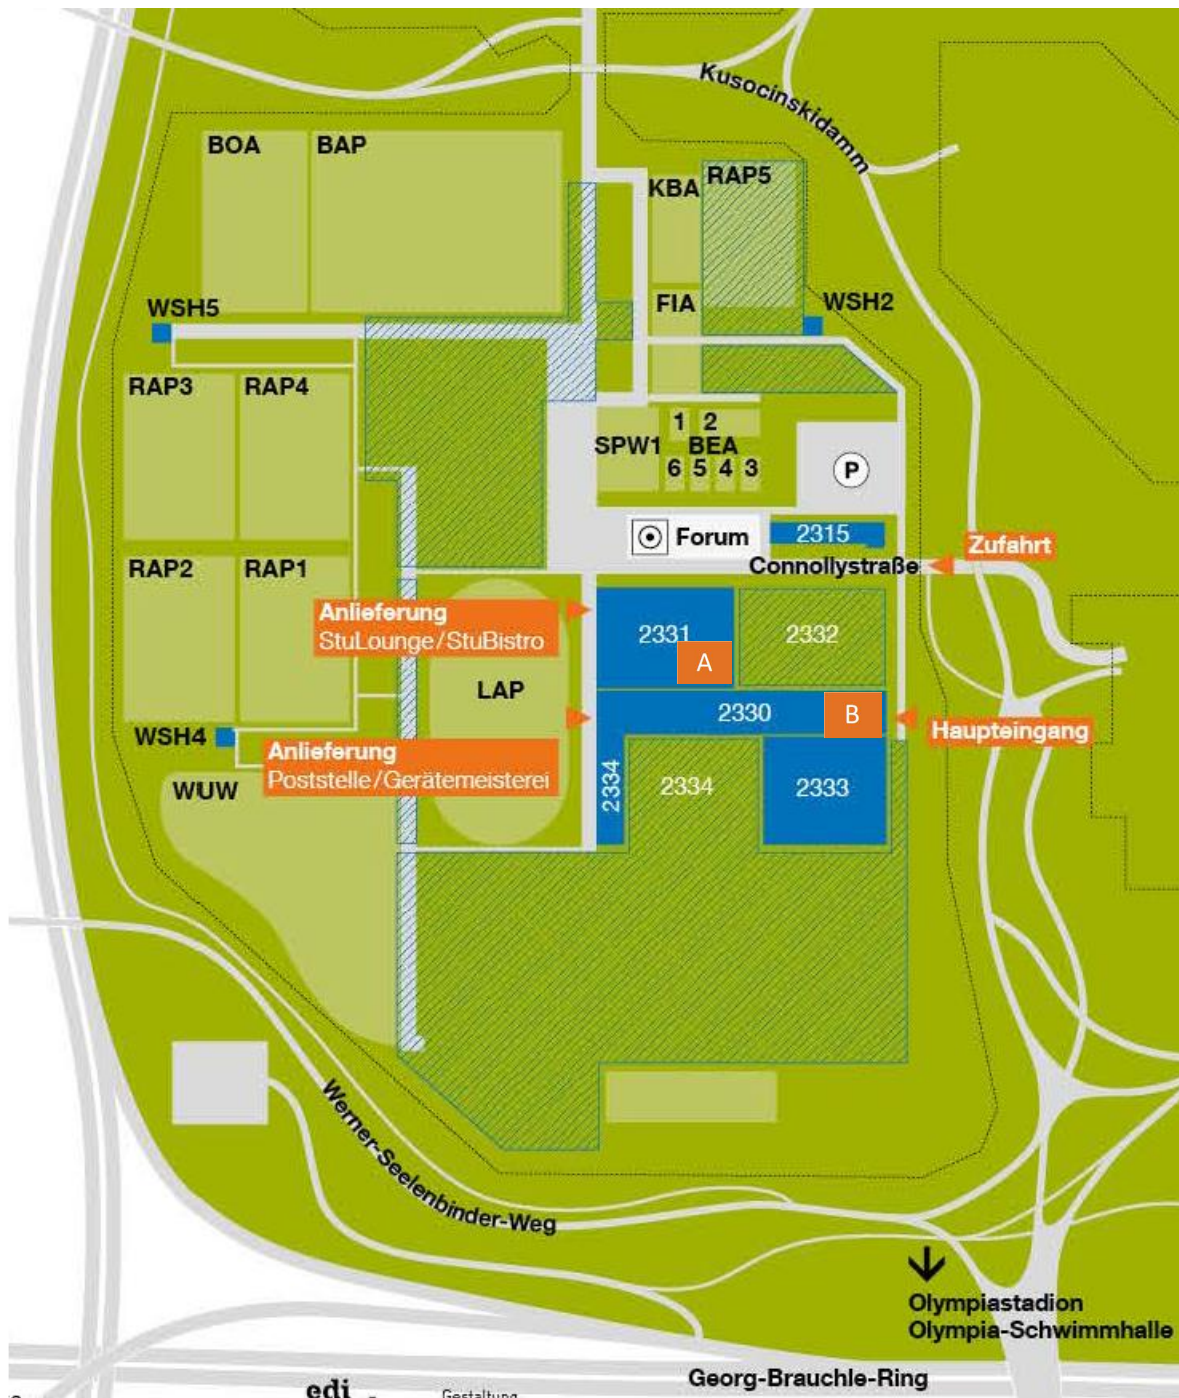 Kusocinskidamm
BOA
BAP
KBA
RAP5
WSH5
FIA
WSH2
RAP3
RAP4
1
2
SPW1
BEA
6
5
4
3
P
Forum
2315
Zufahrt
Connollystraße
RAP2
RAP1
Anlieferung
StuLounge/StuBistro
2331
2332
A
LAP
2330
B
Haupteingang
WSH4
Anlieferung
Poststelle/Gerätemeisterei
WUW
2334
2334
2333
Werner-Seelenbinder-Weg
Olympiastadion
Olympia-Schwimmhalle
Georg-Brauchle-Ring
edi
Gestaltung